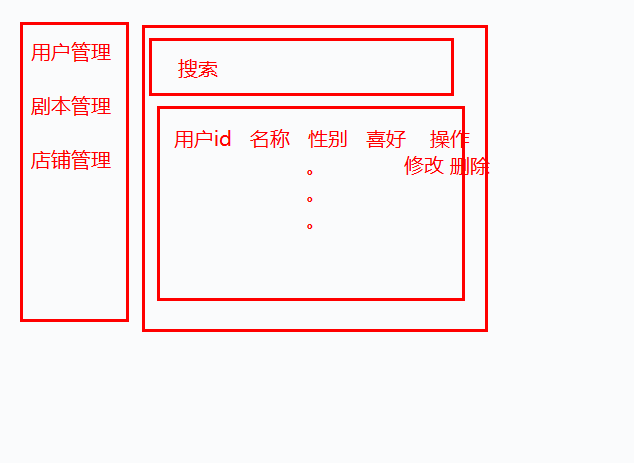 用户管理
剧本管理
店铺管理
搜索
用户id 名称 性别 喜好 操作
。 修改 删除
。
。